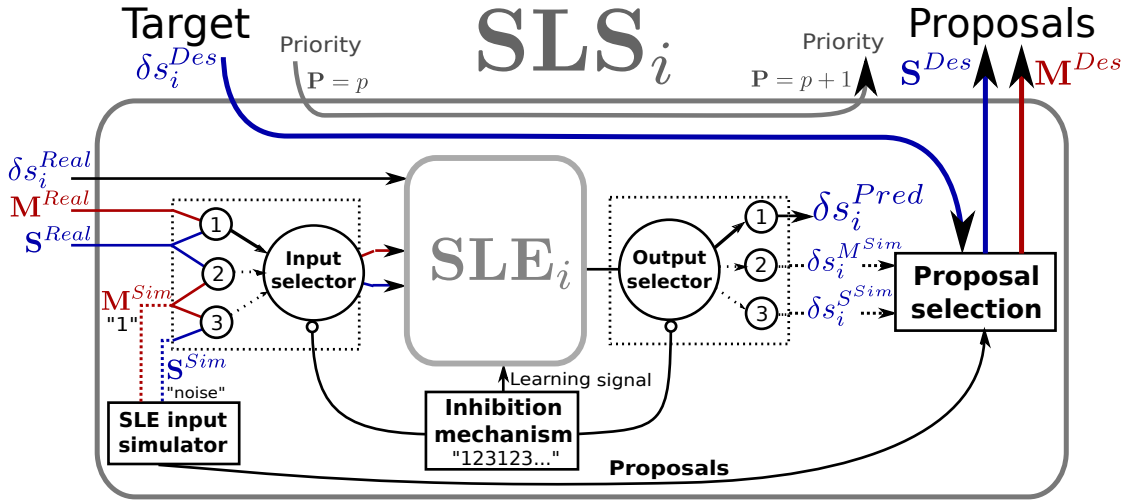 Target
SLS_i
Proposals
Priority
Priority
δs_i^{Des}
P = p
P = p + 1
S^{Des}
M^{Des}
δs_i^{Real}
M^{Real}
S^{Real}
1
2
3
Input
selector
SLE_i
Output
selector
1
2
3
δs_i^{Pred}
δs_i^{M^{Sim}}
δs_i^{S^{Sim}}
Proposal
selection
M^{Sim}
"1"
S^{Sim}
"noise"
SLE input
simulator
Learning signal
Inhibition
mechanism
"123123..."
Proposals